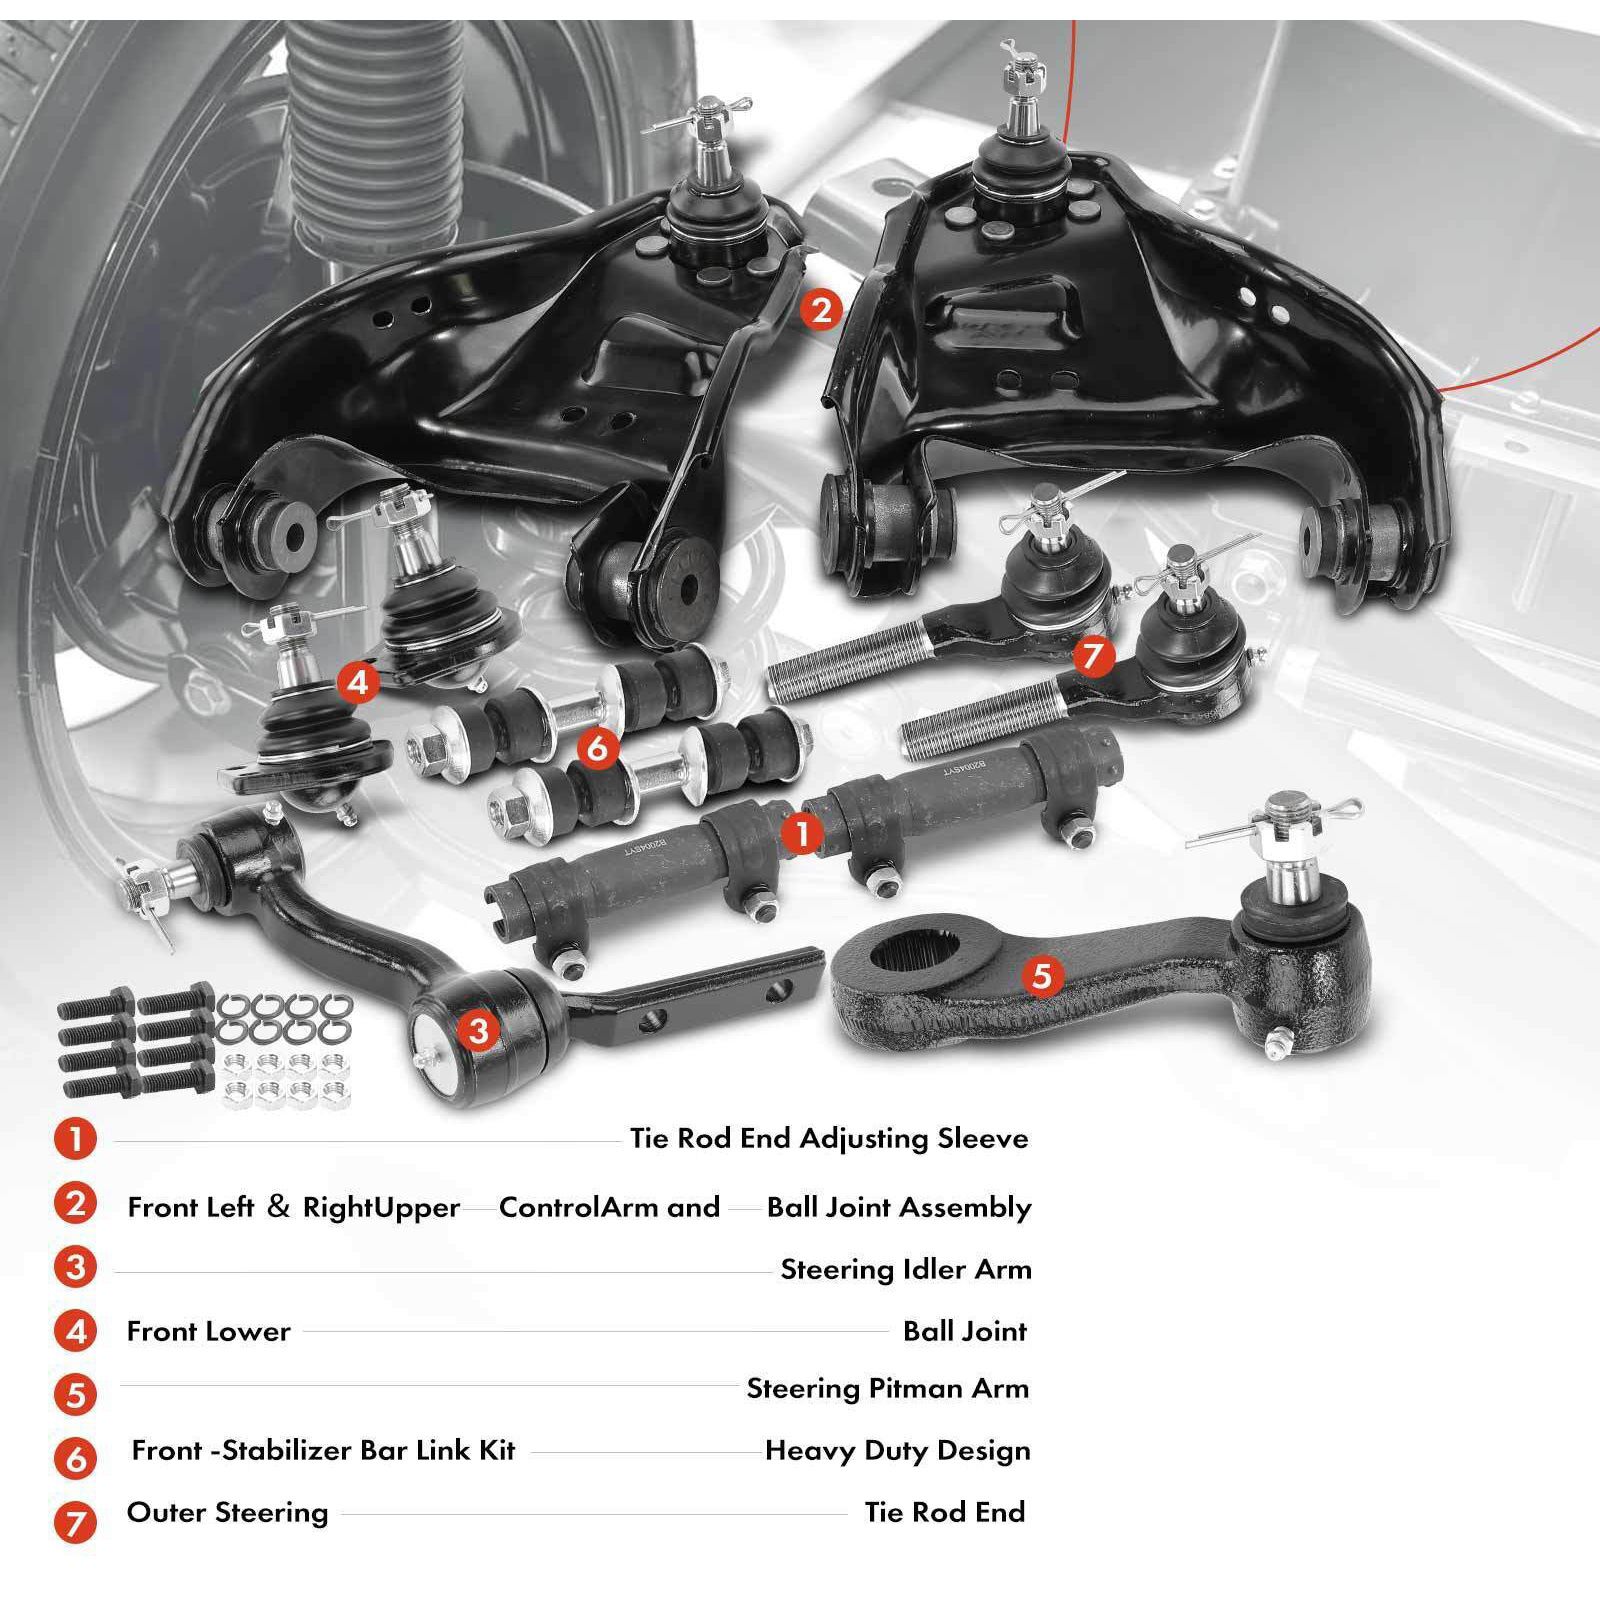 2
7
4
6
B2004SYT
1
B2004SYT
5
3
1 Tie Rod End Adjusting Sleeve
2 Front Left & RightUpper ControlArm and Ball Joint Assembly
3 Steering Idler Arm
4 Front Lower Ball Joint
5 Steering Pitman Arm
6 Front -Stabilizer Bar Link Kit Heavy Duty Design
7 Outer Steering Tie Rod End